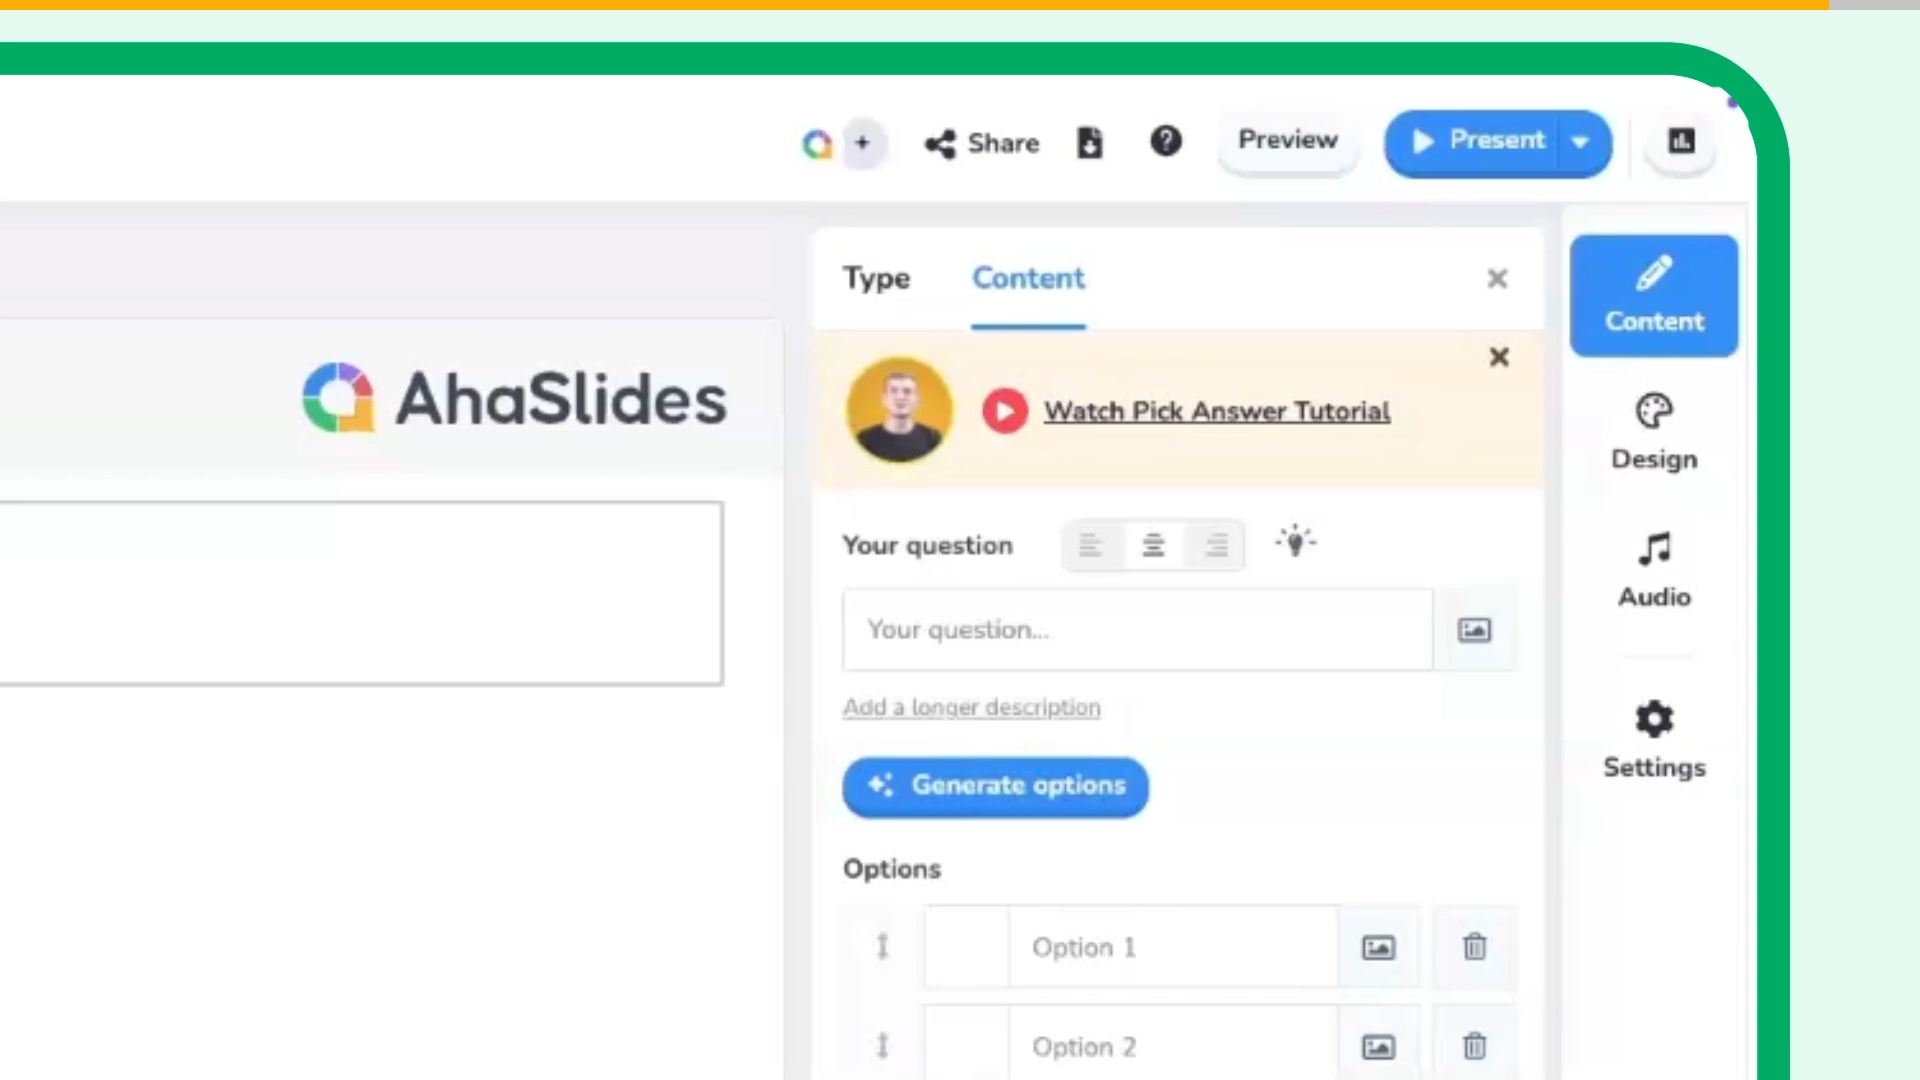 Share
Preview
Present
Type
Content
Content
AhaSlides
Watch Pick Answer Tutorial
Design
Your question
Audio
Your question...
Add a longer description
Settings
Generate options
Options
Option 1
Option 2